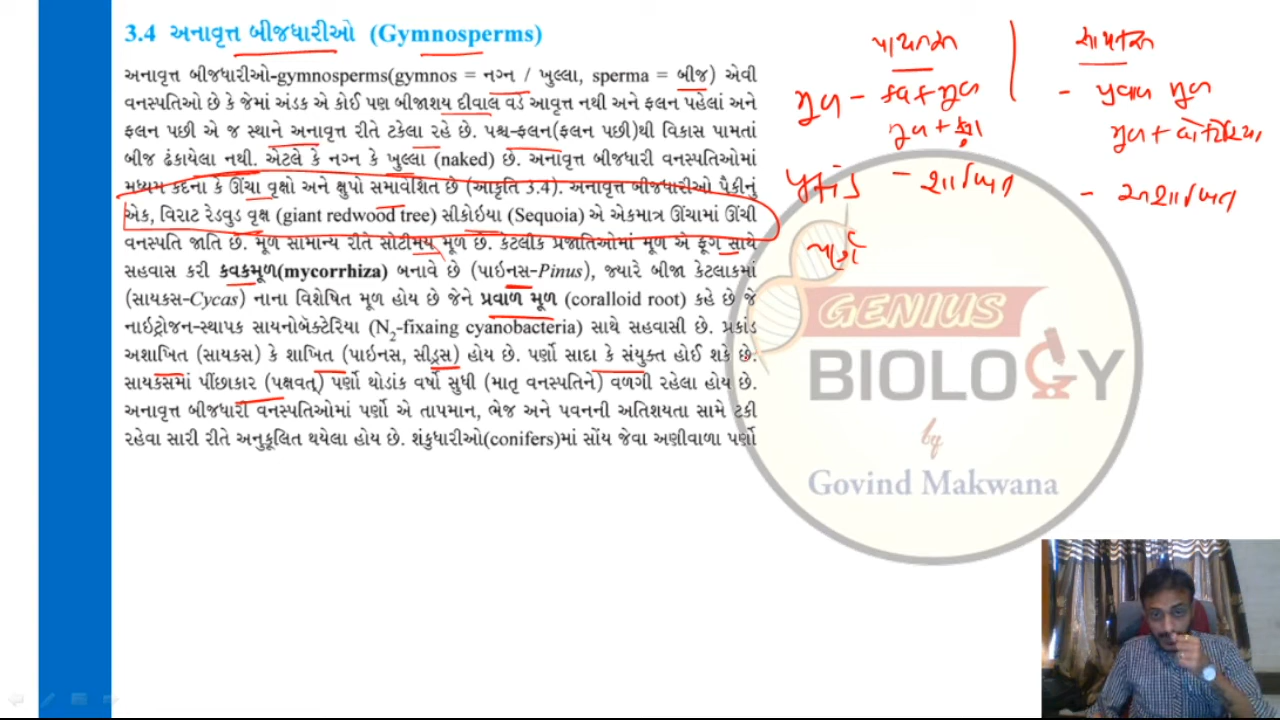 3.4 અનાવૃત્ત બીજધારીઓ (Gymnosperms)
અનાવૃત્ત બીજધારીઓ-gymnosperms(gymnos = નગ્ન / ખુલ્લા, sperma = બીજ) એવી
વનસ્પતિઓ છે કે જેમાં અંડક એ કોઈ પણ બીજાશય દીવાલ વડે આવૃત્ત નથી અને ફલન પહેલાં અને
ફલન પછી એ જ સ્થાને અનાવૃત્ત રીતે ટકેલા રહે છે. પશ્ચ-ફલન(ફલન પછી)થી વિકાસ પામતાં
બીજ ઢંકાયેલા નથી. એટલે કે નગ્ન કે ખુલ્લા (naked) છે. અનાવૃત્ત બીજધારી વનસ્પતિઓમાં
મધ્યમ કદના કે ઊંચા વૃક્ષો અને ક્ષુપો સમાવેશિત છે (આકૃતિ 3.4). અનાવૃત્ત બીજધારીઓ પૈકીનું
એક, વિરાટ રેડવુડ વૃક્ષ (giant redwood tree) સીકોઇયા (Sequoia) એ એકમાત્ર ઊંચામાં ઊંચી
વનસ્પતિ જાતિ છે. મૂળ સામાન્ય રીતે સોટીમય મૂળ છે. કેટલીક પ્રજાતિઓમાં મૂળ એ ફૂગ સાથે
સહવાસ કરી કવકમૂળ(mycorrhiza) બનાવે છે (પાઇનસ-Pinus), જ્યારે બીજા કેટલાકમાં
(સાયકસ-Cycas) નાના વિશેષિત મૂળ હોય છે જેને પ્રવાળ મૂળ (coralloid root) કહે છે જે
નાઇટ્રોજન-સ્થાપક સાયનોબૅક્ટેરિયા (N2-fixaing cyanobacteria) સાથે સહવાસી છે. પ્રકાંડ
અશાખિત (સાયકસ) કે શાખિત (પાઇનસ, સીડ્રસ) હોય છે. પર્ણો સાદા કે સંયુક્ત હોઈ શકે છે.
સાયકસમાં પીંછાકાર (પક્ષવત્) પર્ણો થોડાંક વર્ષો સુધી (માતૃ વનસ્પતિને) વળગી રહેલા હોય છે.
અનાવૃત્ત બીજધારી વનસ્પતિઓમાં પર્ણો એ તાપમાન, ભેજ અને પવનની અતિશયતા સામે ટકી
રહેવા સારી રીતે અનુકૂલિત થયેલા હોય છે. શંકુધારીઓ(conifers)માં સોંય જેવા અણીવાળા પર્ણો
પાયનસ સાયકસ
મુળ - કવકમુળ - પ્રવાળ મુળ
મુળ + ફુગ મુળ +
પ્રકાંડ - શાખિત - અશાખિત
પર્ણ
GENIUS
BIOLOGY
by
Govind Makwana